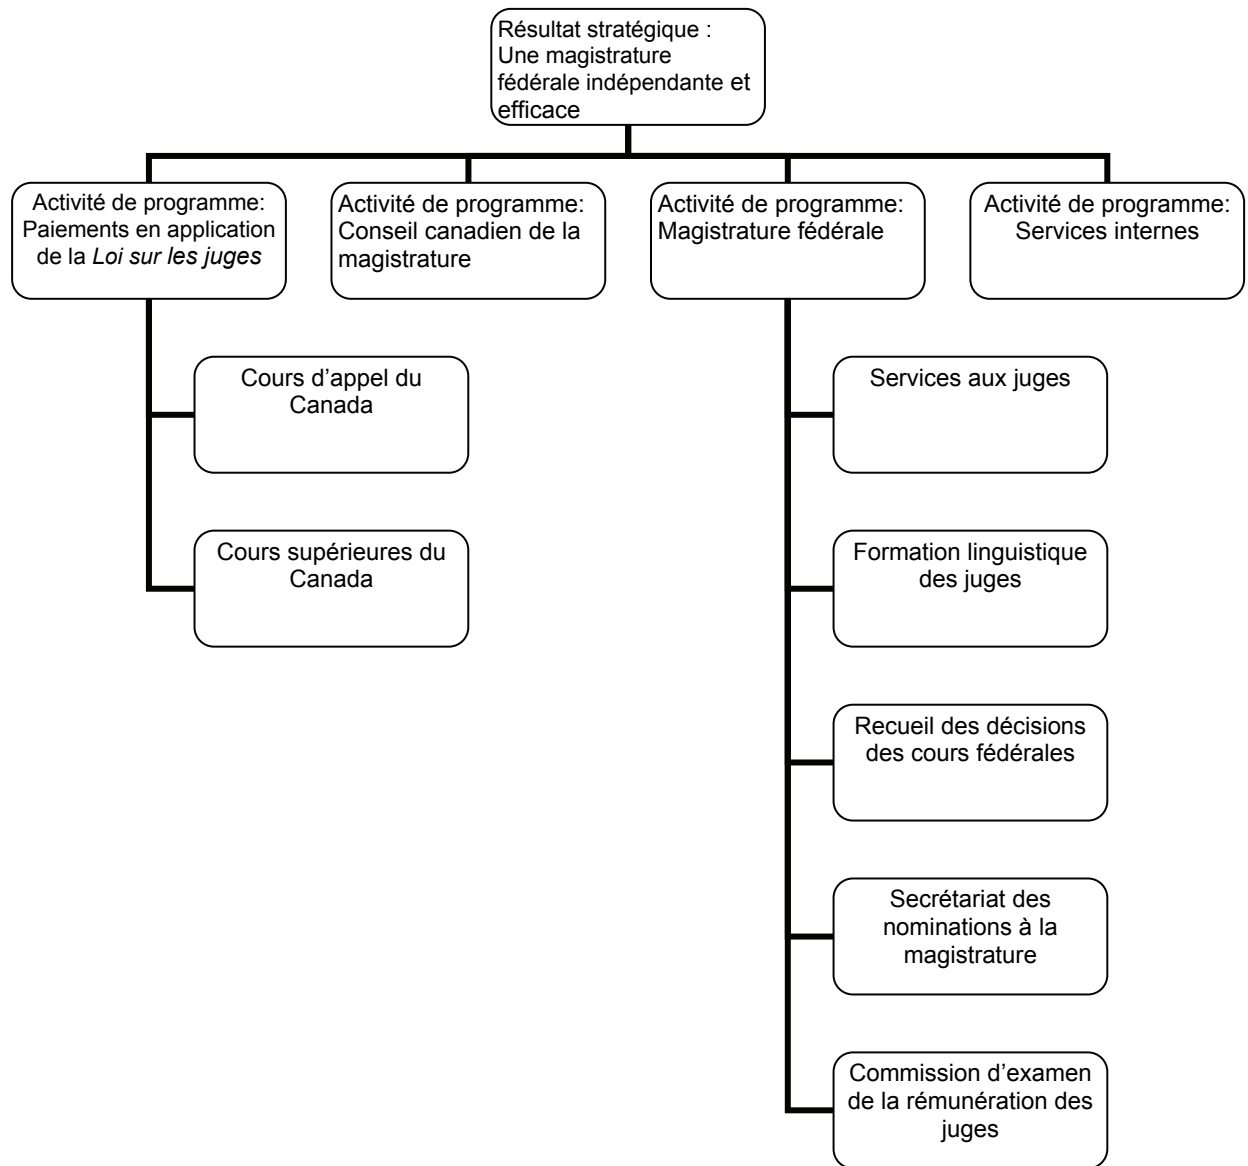 Résultat stratégique :
Une magistrature
fédérale indépendante et
efficace
Activité de programme:
Paiements en application
de la Loi sur les juges
Activité de programme:
Conseil canadien de la
magistrature
Activité de programme:
Magistrature fédérale
Activité de programme:
Services internes
Cours d’appel du
Canada
Cours supérieures du
Canada
Services aux juges
Formation linguistique
des juges
Recueil des décisions
des cours fédérales
Secrétariat des
nominations à la
magistrature
Commission d’examen
de la rémunération des
juges